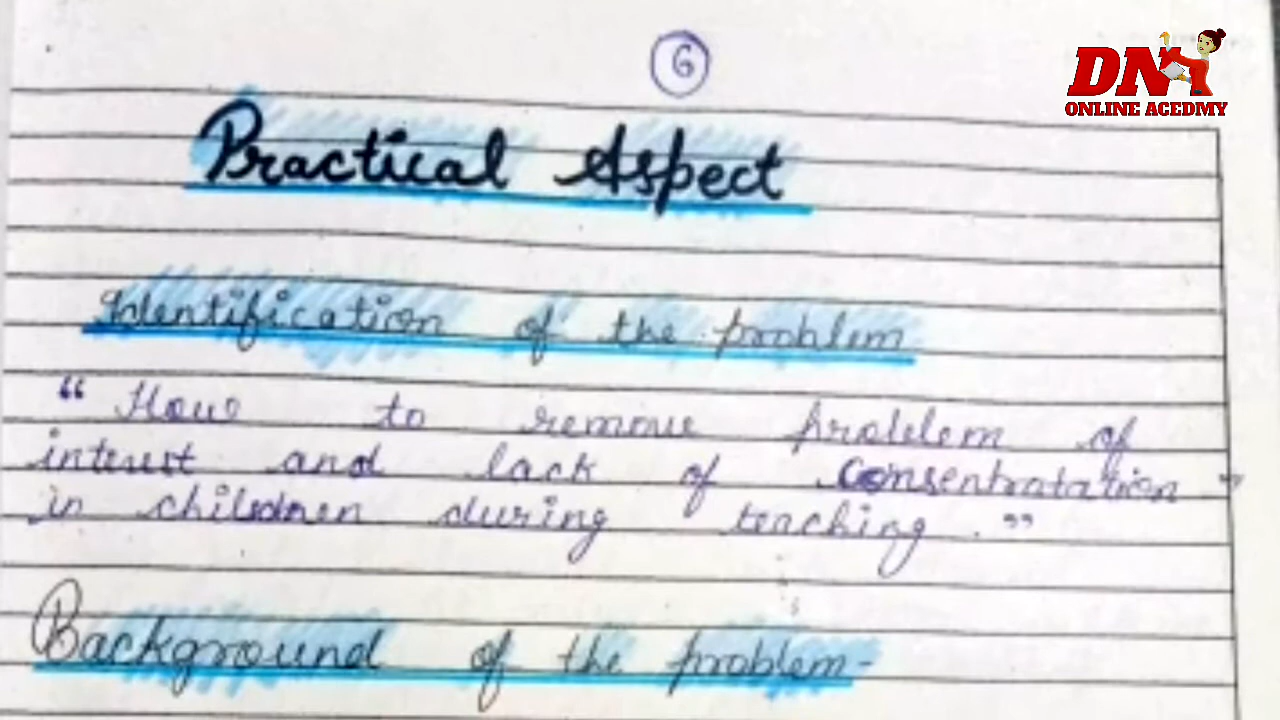 6
DN
ONLINE ACEDMY
Practical Aspect
Identification of the problem
“ How to remove problem of
interest and lack of Consentratation
in children during teaching . ”
Background of the problem-